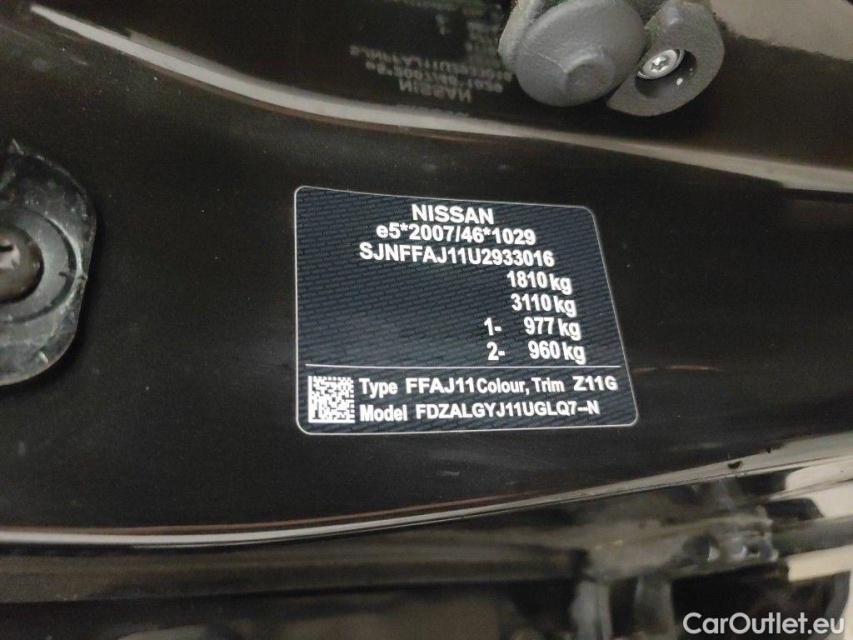 NISSAN
e5*2007/46*1029
SJNFFAJ11U2933016
1810 kg
3110 kg
1- 977 kg
2- 960 kg
Type FFAJ11 Colour, Trim Z11G
Model FDZALGYJ11UGLQ7--N
CarOutlet.eu